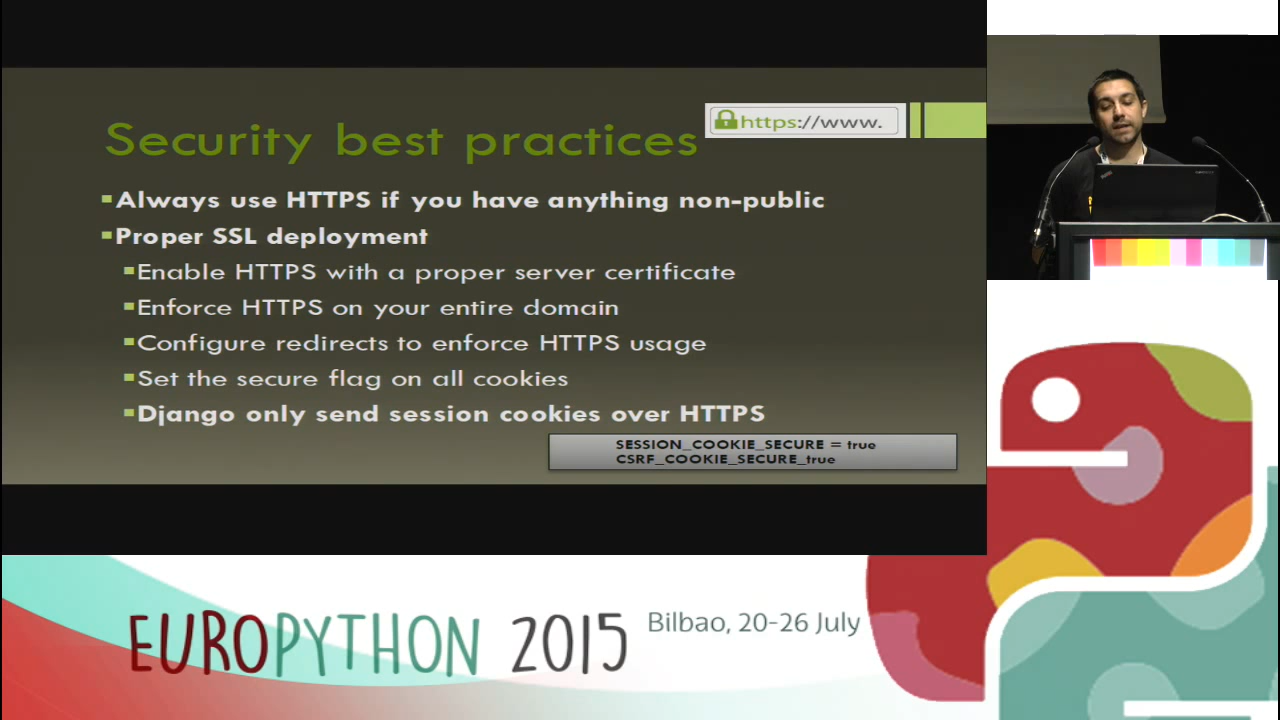 Security best practices
https://www.
Always use HTTPS if you have anything non-public
Proper SSL deployment
Enable HTTPS with a proper server certificate
Enforce HTTPS on your entire domain
Configure redirects to enforce HTTPS usage
Set the secure flag on all cookies
Django only send session cookies over HTTPS
SESSION_COOKIE_SECURE = true
CSRF_COOKIE_SECURE_true
EUROPYTHON 2015
Bilbao, 20-26 July